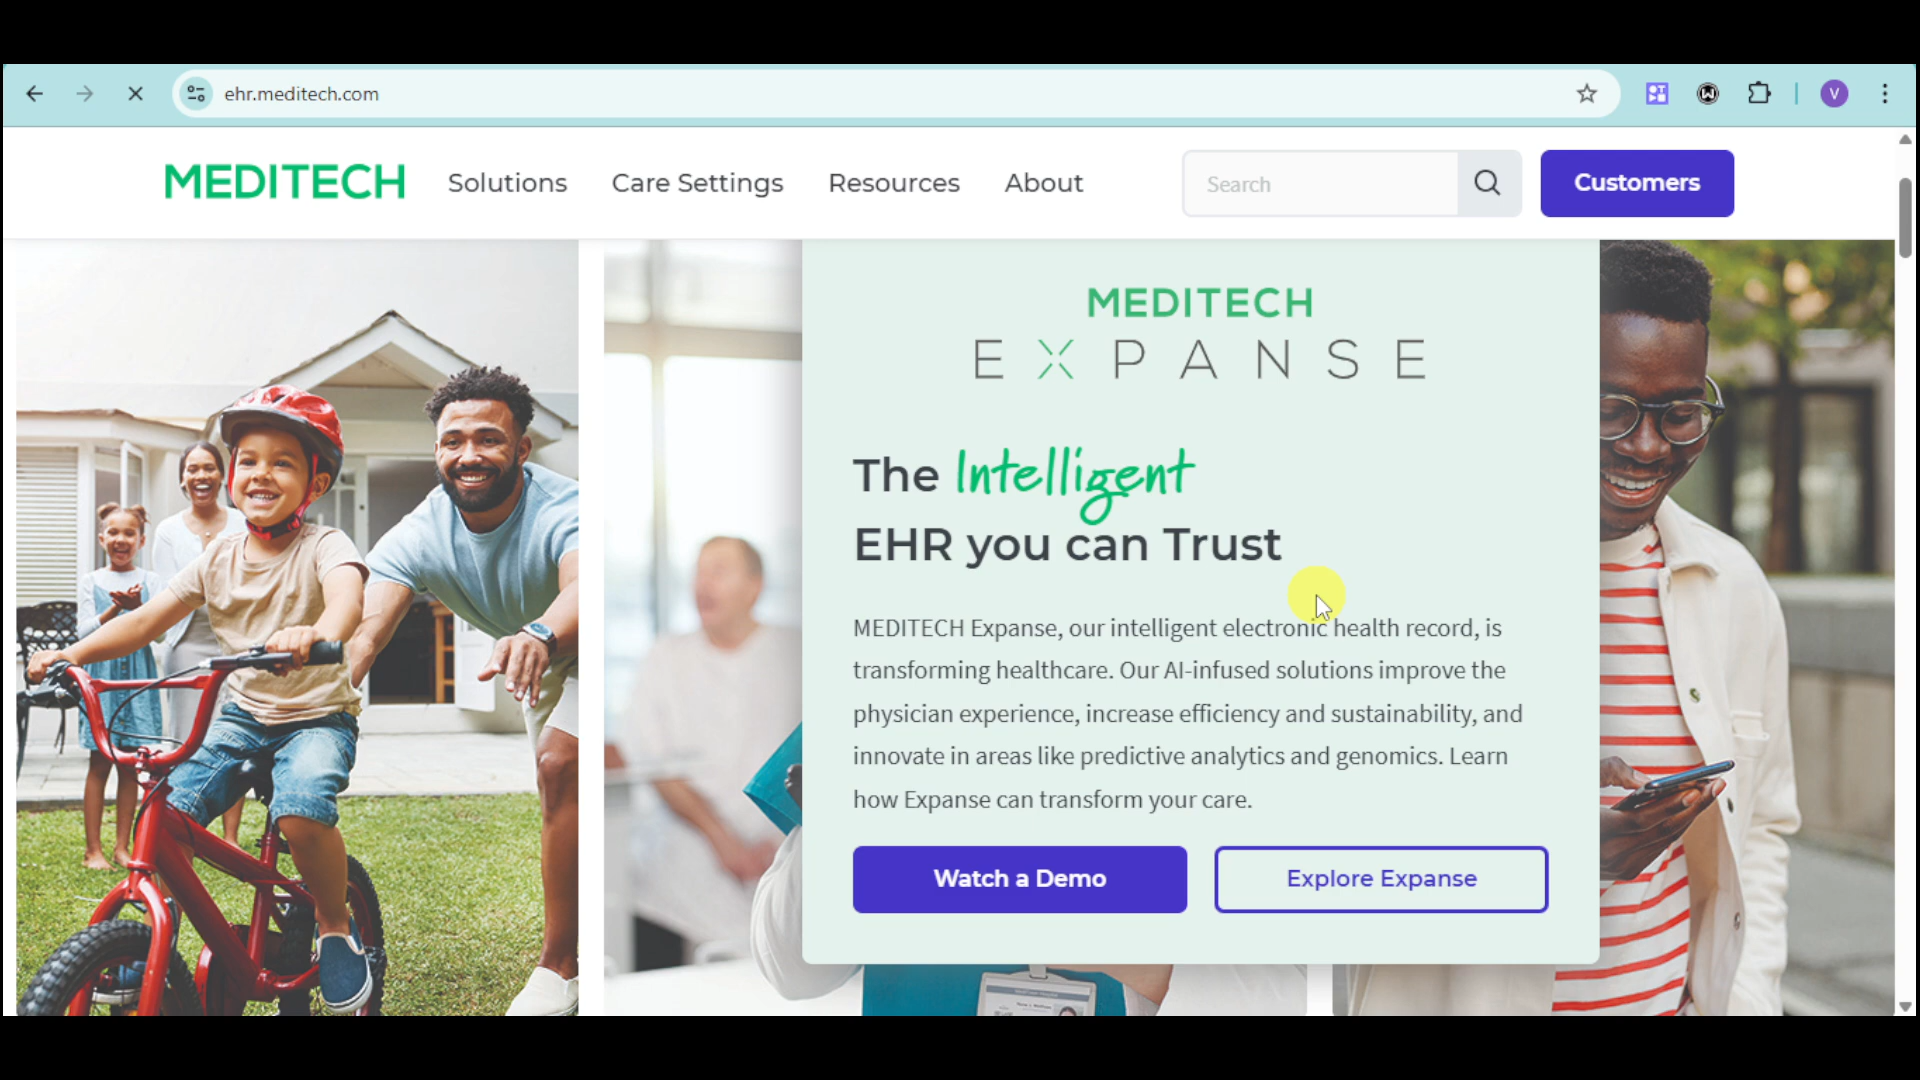 ehr.meditech.com
V
MEDITECH
Solutions
Care Settings
Resources
About
Search
Customers
MEDITECH
EXPANSE
The Intelligent
EHR you can Trust
MEDITECH Expanse, our intelligent electronic health record, is
transforming healthcare. Our AI-infused solutions improve the
physician experience, increase efficiency and sustainability, and
innovate in areas like predictive analytics and genomics. Learn
how Expanse can transform your care.
Watch a Demo
Explore Expanse